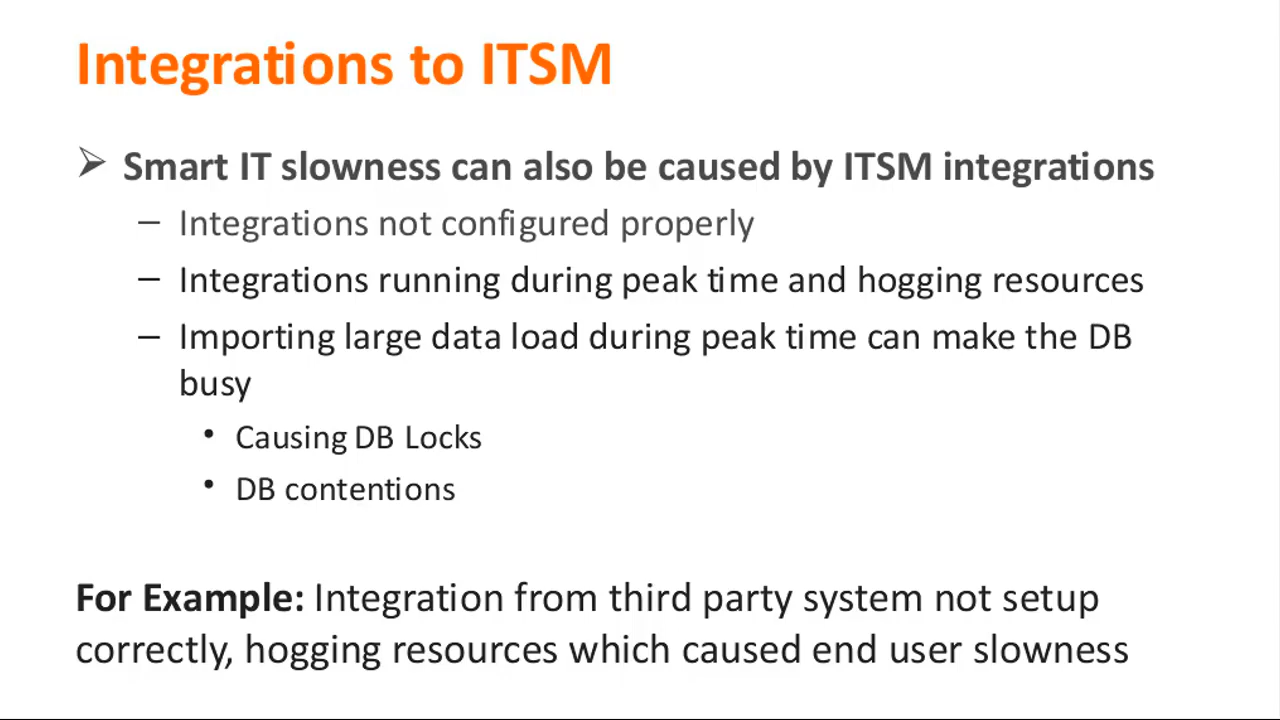 Integrations to ITSM
➢ Smart IT slowness can also be caused by ITSM integrations
– Integrations not configured properly
– Integrations running during peak time and hogging resources
– Importing large data load during peak time can make the DB
busy
• Causing DB Locks
• DB contentions
For Example: Integration from third party system not setup
correctly, hogging resources which caused end user slowness